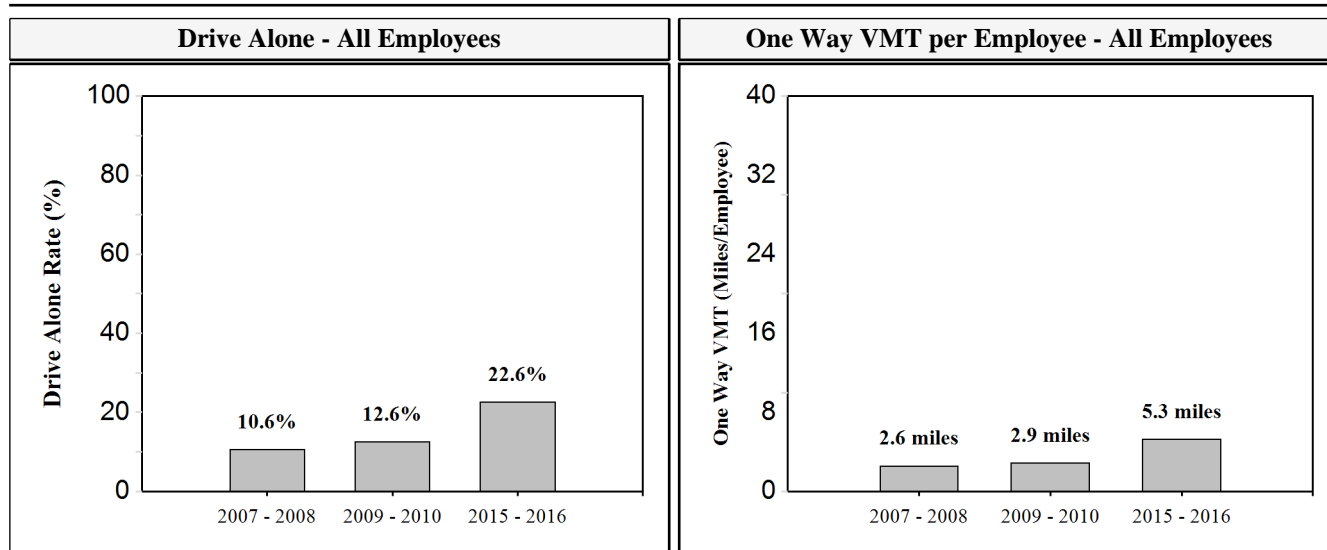 Drive Alone - All Employees
One Way VMT per Employee - All Employees
Drive Alone Rate (%)
100
80
60
40
20
0
10.6%
12.6%
22.6%
2007 - 2008
2009 - 2010
2015 - 2016
One Way VMT (Miles/Employee)
40
32
24
16
8
0
2.6 miles
2.9 miles
5.3 miles
2007 - 2008
2009 - 2010
2015 - 2016